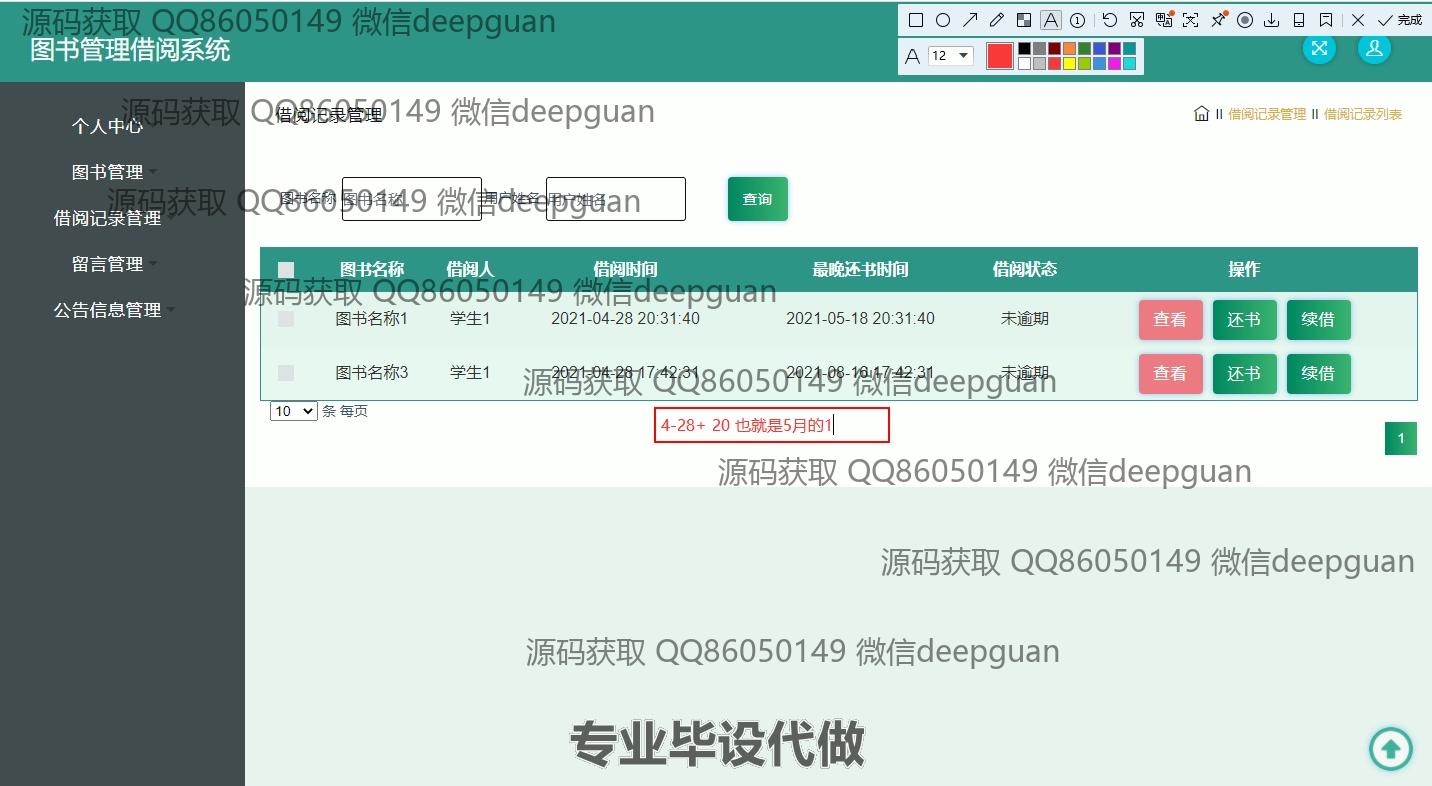 源码获取 QQ86050149 微信deepguan
图书管理借阅系统
完成
A 12
源码获取 QQ86050149 微信deepguan
个人中心
借阅记录管理
II 借阅记录管理 II 借阅记录列表
图书管理
源码获取 QQ86050149 微信deepguan
图书名称 图书名称 用户姓名 用户姓名 查询
借阅记录管理
留言管理
图书名称 借阅人 借阅时间 最晚还书时间 借阅状态 操作
源码获取 QQ86050149 微信deepguan
公告信息管理
图书名称1 学生1 2021-04-28 20:31:40 2021-05-18 20:31:40 未逾期 查看 还书 续借
图书名称3 学生1 2021-04-28 17:42:31 2021-08-16 17:42:31 未逾期 查看 还书 续借
源码获取 QQ86050149 微信deepguan
10 条 每页
4-28+ 20 也就是5月的1
1
源码获取 QQ86050149 微信deepguan
源码获取 QQ86050149 微信deepguan
源码获取 QQ86050149 微信deepguan
专业毕设代做